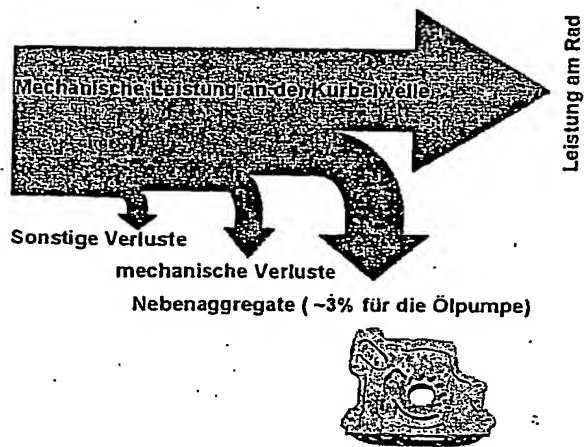 Mechanische Leistung an der Kurbelwelle
Leistung am Rad
Sonstige Verluste
mechanische Verluste
Nebenaggregate ( ~3% für die Ölpumpe)